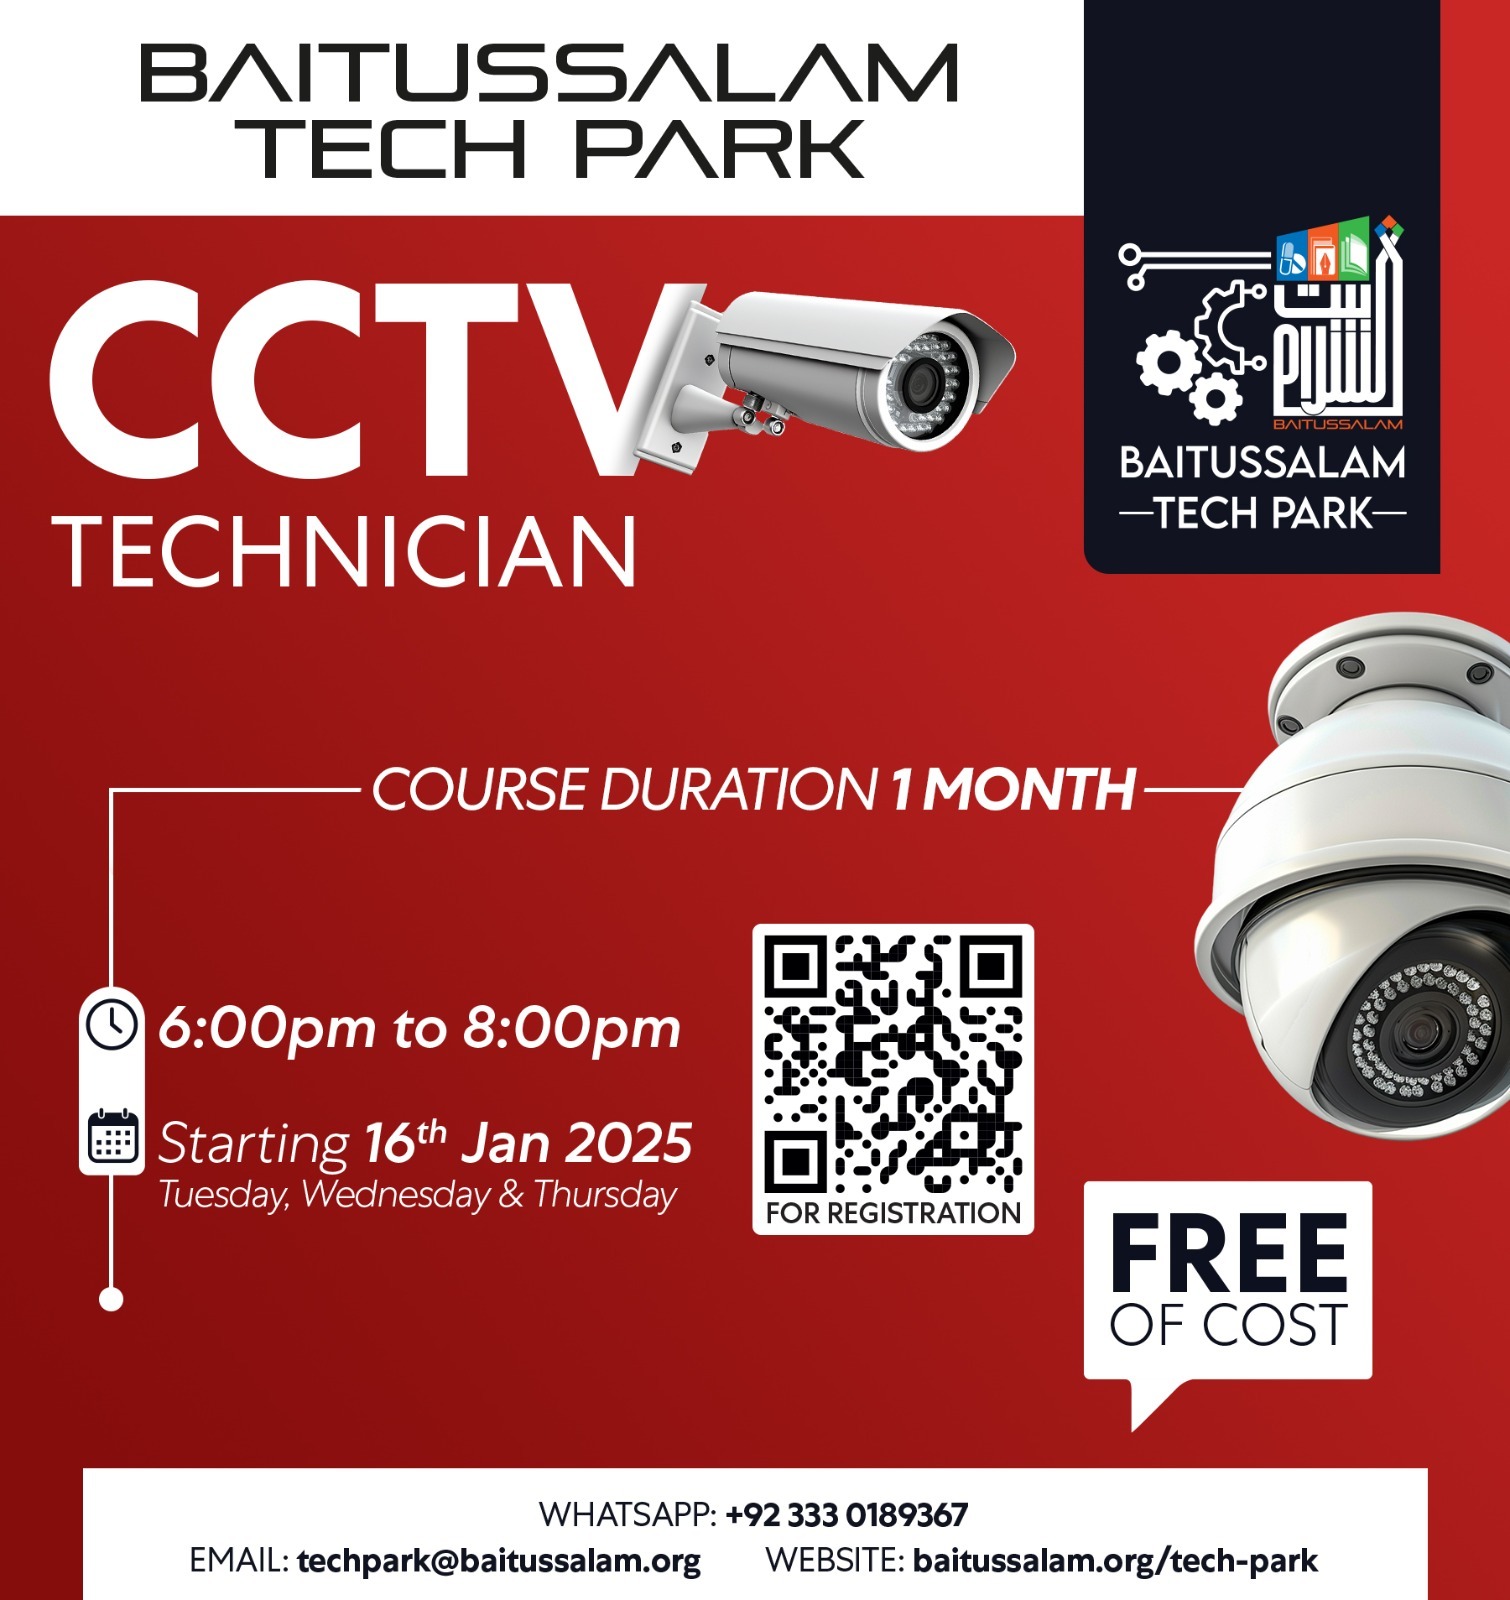 BAITUSSALAM
TECH PARK
CCTV
TECHNICIAN
بیت السلام
BAITUSSALAM
BAITUSSALAM
TECH PARK
COURSE DURATION 1 MONTH
6:00pm to 8:00pm
Starting 16th Jan 2025
Tuesday, Wednesday & Thursday
FOR REGISTRATION
FREE
OF COST
WHATSAPP: +92 333 0189367
EMAIL: techpark@baitussalam.org WEBSITE: baitussalam.org/tech-park